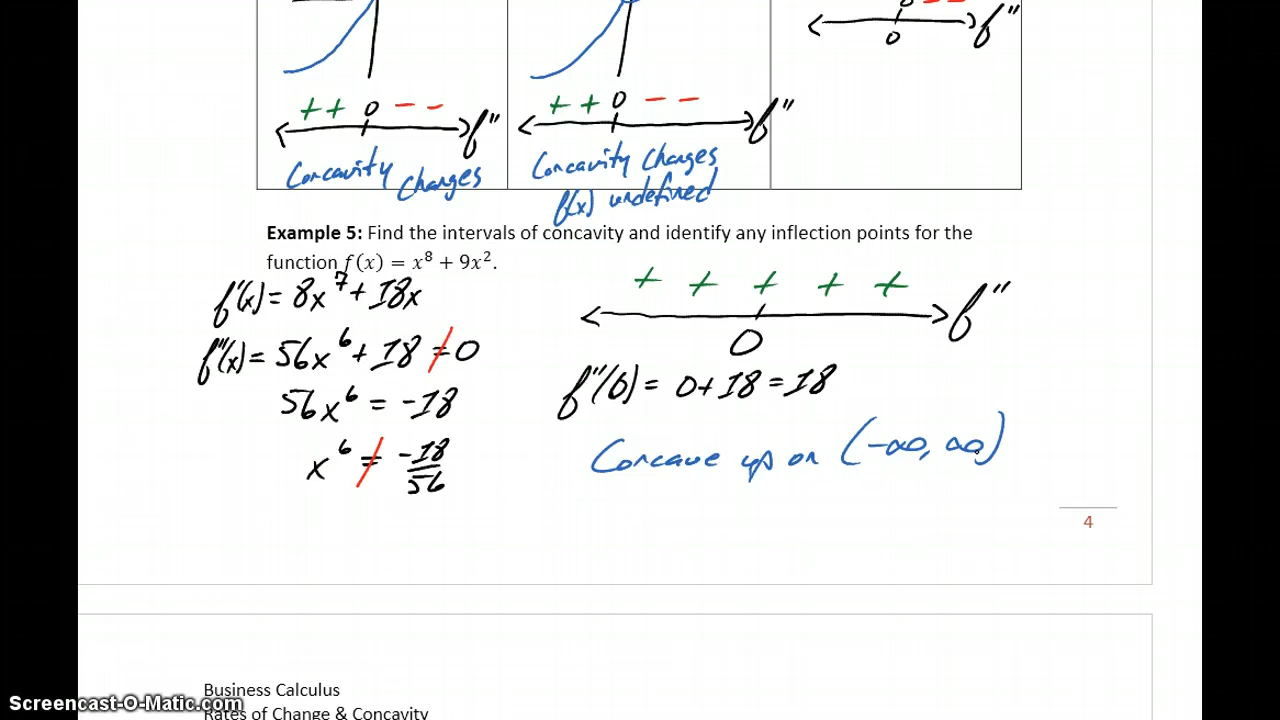 0 – –
f''
0
+ + 0 – –
f''
Concavity changes
+ + 0 – –
f''
Concavity changes
f(x) undefined
Example 5: Find the intervals of concavity and identify any inflection points for the
function f(x) = x⁸ + 9x².
f'(x) = 8x⁷ + 18x
f''(x) = 56x⁶ + 18 ≠ 0
56x⁶ = -18
x⁶ ≠ -18/56
+ + + + +
f''
0
f''(0) = 0 + 18 = 18
Concave up on (-∞, ∞)
4
Business Calculus
Rates of Change & Concavity
Screencast-O-Matic.com